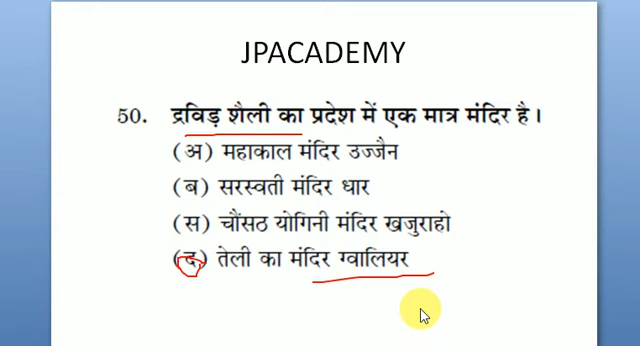 JPACADEMY
50. द्रविड़ शैली का प्रदेश में एक मात्र मंदिर है।
(अ) महाकाल मंदिर उज्जैन
(ब) सरस्वती मंदिर धार
(स) चौंसठ योगिनी मंदिर खजुराहो
(द) तेली का मंदिर ग्वालियर